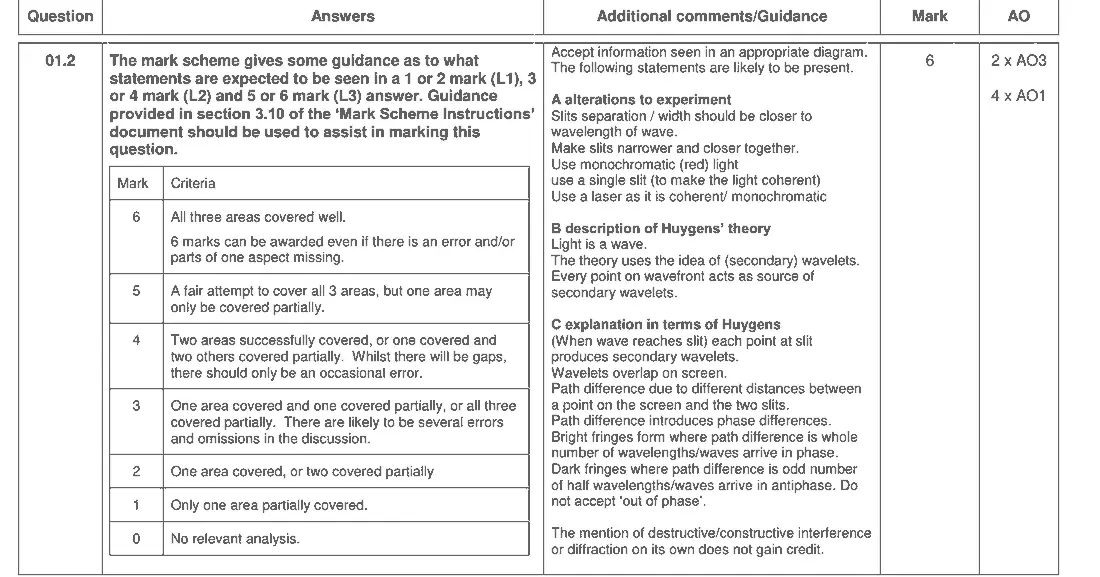 Question Answers Additional comments/Guidance Mark AO
01.2
The mark scheme gives some guidance as to what
statements are expected to be seen in a 1 or 2 mark (L1), 3
or 4 mark (L2) and 5 or 6 mark (L3) answer. Guidance
provided in section 3.10 of the ‘Mark Scheme Instructions’
document should be used to assist in marking this
question.
Mark Criteria
6 All three areas covered well.
6 marks can be awarded even if there is an error and/or
parts of one aspect missing.
5 A fair attempt to cover all 3 areas, but one area may
only be covered partially.
4 Two areas successfully covered, or one covered and
two others covered partially. Whilst there will be gaps,
there should only be an occasional error.
3 One area covered and one covered partially, or all three
covered partially. There are likely to be several errors
and omissions in the discussion.
2 One area covered, or two covered partially
1 Only one area partially covered.
0 No relevant analysis.
Accept information seen in an appropriate diagram.
The following statements are likely to be present.
A alterations to experiment
Slits separation / width should be closer to
wavelength of wave.
Make slits narrower and closer together.
Use monochromatic (red) light
use a single slit (to make the light coherent)
Use a laser as it is coherent/ monochromatic
B description of Huygens’ theory
Light is a wave.
The theory uses the idea of (secondary) wavelets.
Every point on wavefront acts as source of
secondary wavelets.
C explanation in terms of Huygens
(When wave reaches slit) each point at slit
produces secondary wavelets.
Wavelets overlap on screen.
Path difference due to different distances between
a point on the screen and the two slits.
Path difference introduces phase differences.
Bright fringes form where path difference is whole
number of wavelengths/waves arrive in phase.
Dark fringes where path difference is odd number
of half wavelengths/waves arrive in antiphase. Do
not accept ‘out of phase’.
The mention of destructive/constructive interference
or diffraction on its own does not gain credit.
6
2 x AO3
4 x AO1